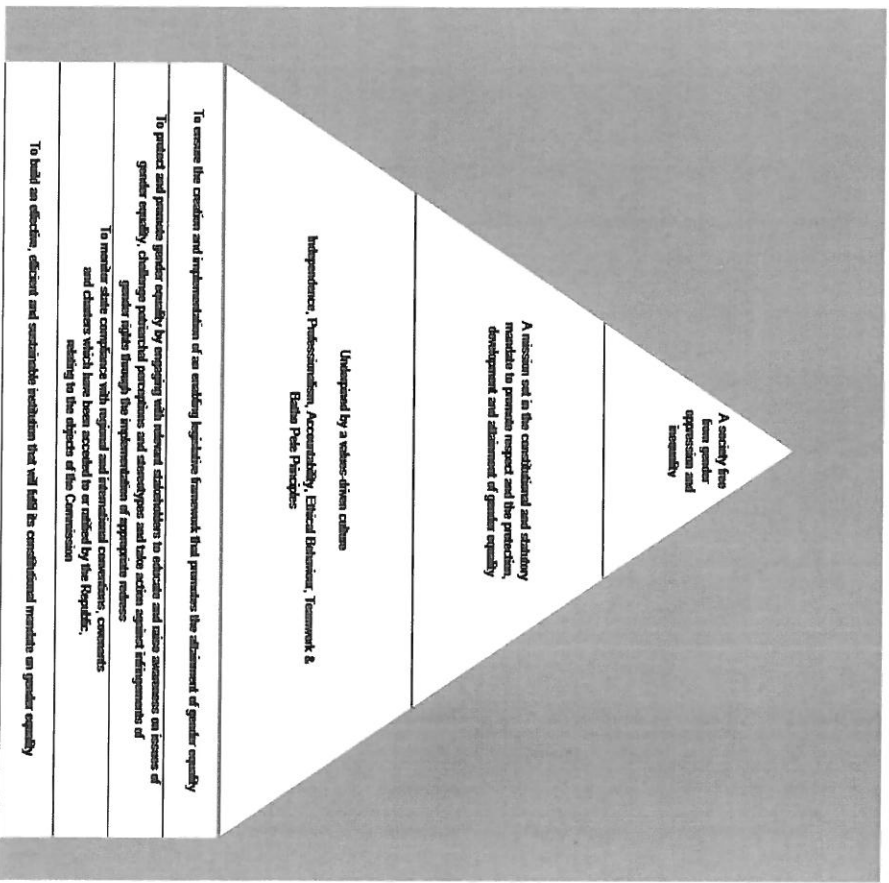 A society free
from gender
oppression and
inequality
A mission set in the constitutional and statutory
mandate to promote respect and the protection,
development and attainment of gender equality
Underpined by a values-driven culture
Independence, Professionalism, Accountability, Ethical Behaviour, Teamwork &
Batho Pele Principles
To ensure the creation and implementation of an enabling legislative framework that promotes the attainment of gender equality
To protect and promote gender equality by engaging with relevant stakeholders to educate and raise awareness on issues of
gender equality, challenge patriarchal perceptions and stereotypes and take action against infringements of
gender rights through the implementation of appropriate redress
To monitor state compliance with regional and international conventions, covenants
and charters which have been acceded to or ratified by the Republic,
relating to the objects of the Commission
To build an effective, efficient and sustainable institution that will fulfil its constitutional mandate on gender equality